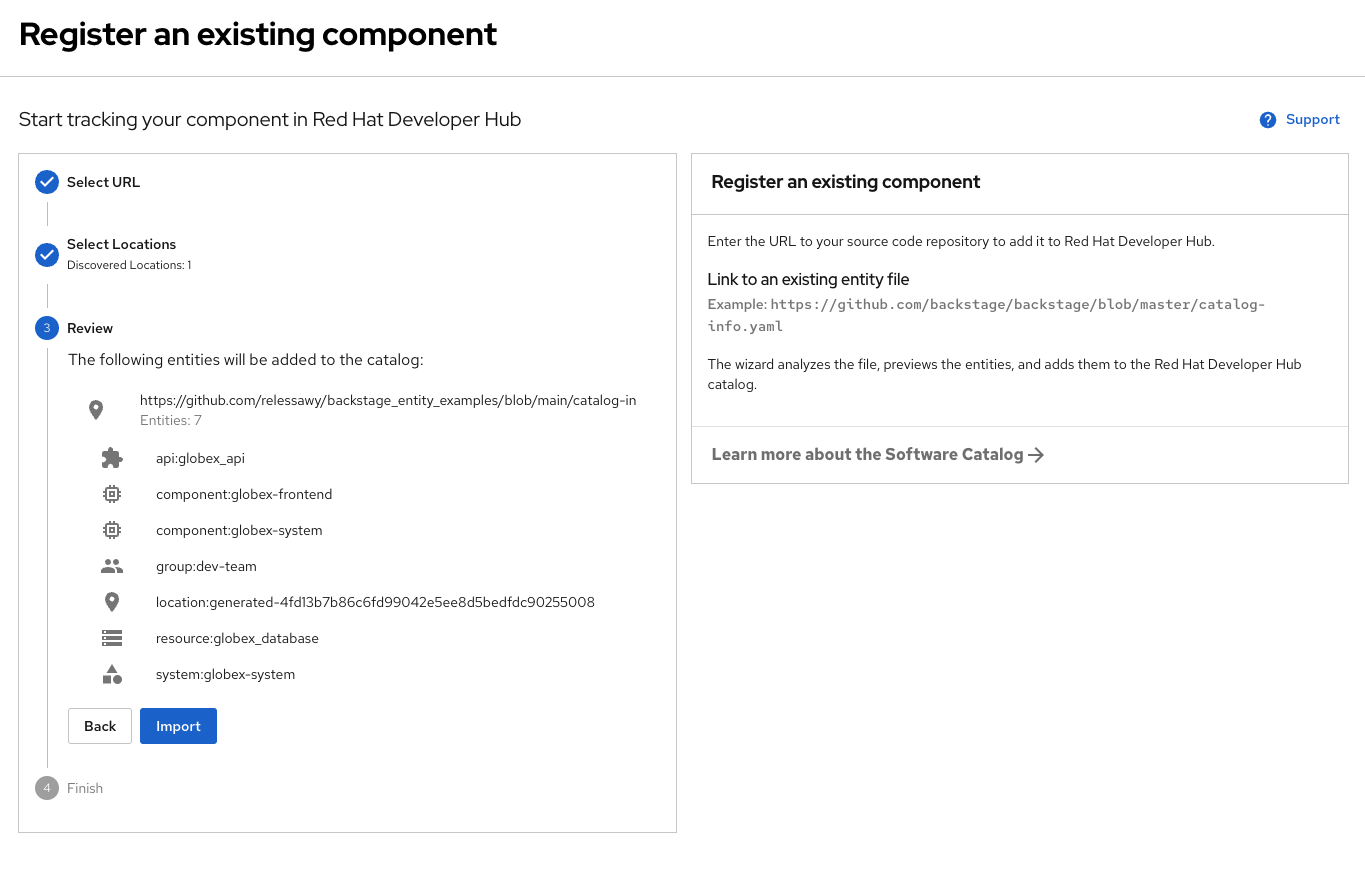 Register an existing component
Start tracking your component in Red Hat Developer Hub
? Support
Select URL
Select Locations
Discovered Locations: 1
3 Review
The following entities will be added to the catalog:
https://github.com/relessawy/backstage_entity_examples/blob/main/catalog-in
Entities: 7
api:globex_api
component:globex-frontend
component:globex-system
group:dev-team
location:generated-4fd13b7b86c6fd99042e5ee8d5bedfdc90255008
resource:globex_database
system:globex-system
Back Import
4 Finish
Register an existing component
Enter the URL to your source code repository to add it to Red Hat Developer Hub.
Link to an existing entity file
Example: https://github.com/backstage/backstage/blob/master/catalog-
info.yaml
The wizard analyzes the file, previews the entities, and adds them to the Red Hat Developer Hub
catalog.
Learn more about the Software Catalog